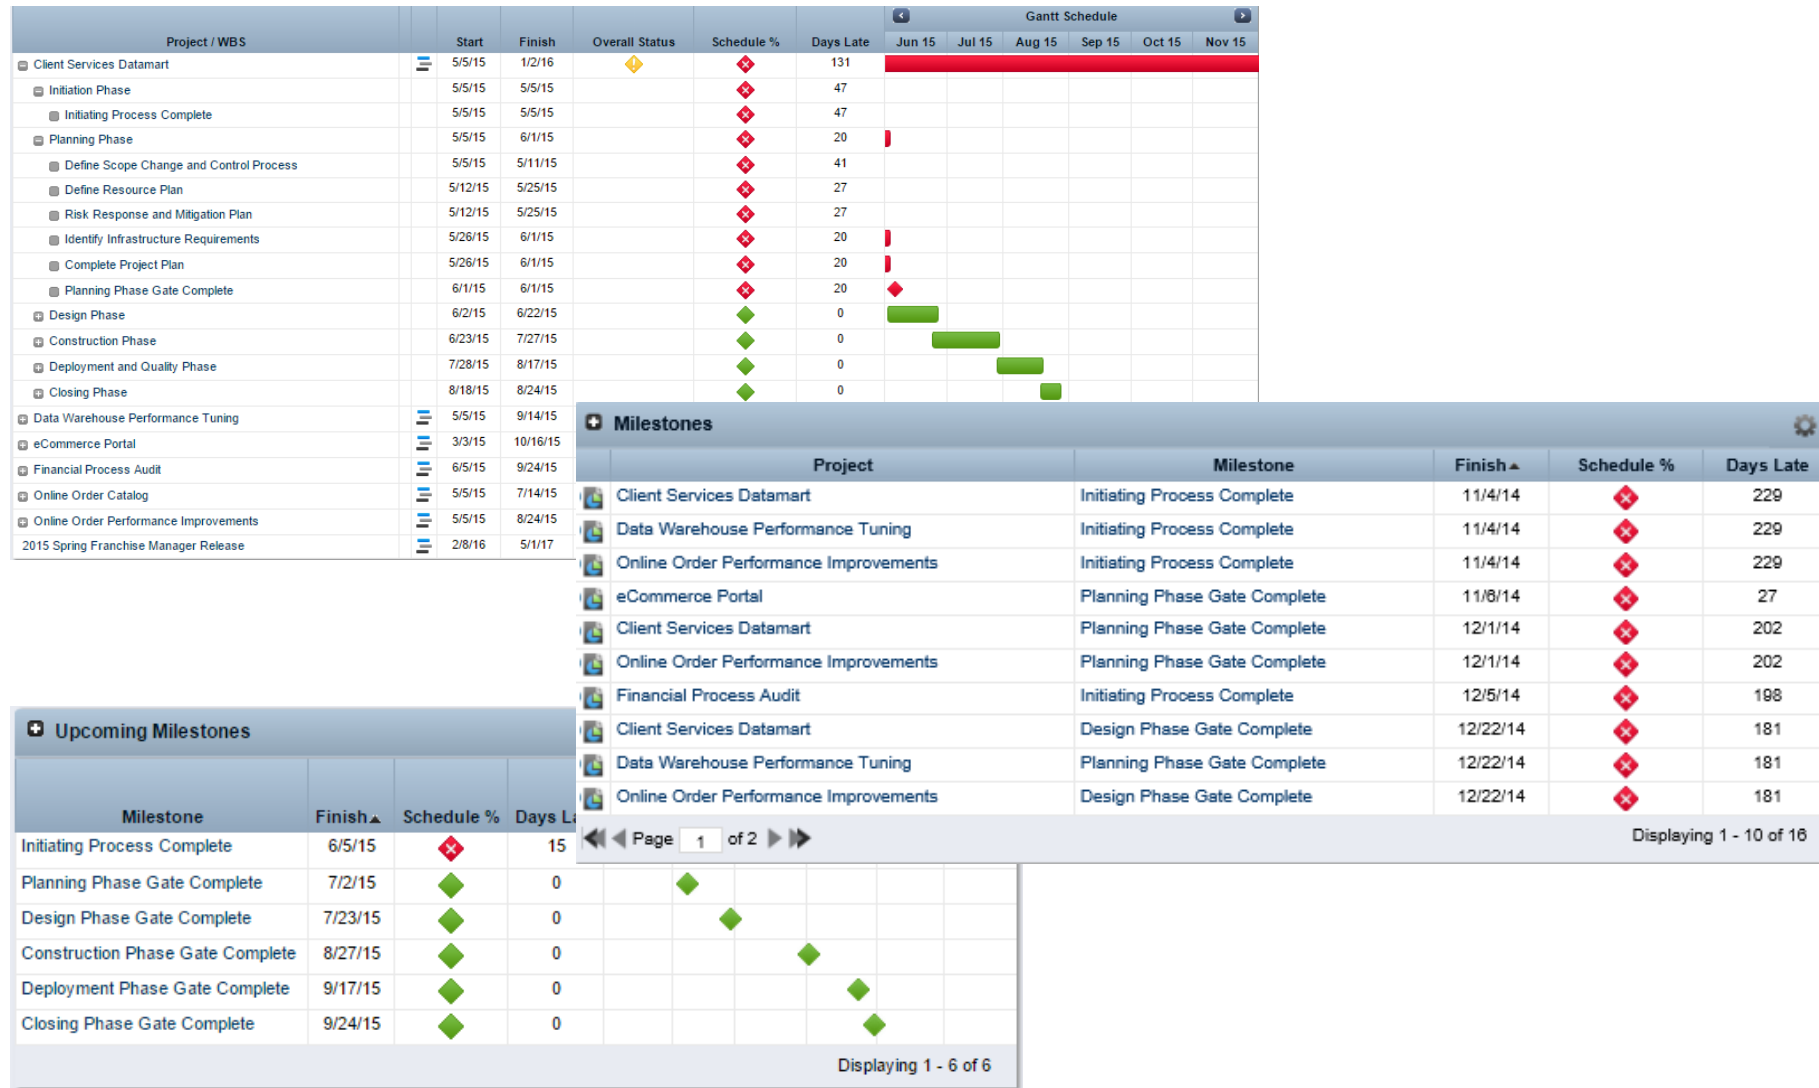 Gantt Schedule
Project / WBS Start Finish Overall Status Schedule % Days Late Jun 15 Jul 15 Aug 15 Sep 15 Oct 15 Nov 15
Client Services Datamart 5/5/15 1/2/16 131
Initiation Phase 5/5/15 5/5/15 47
Initiating Process Complete 5/5/15 5/5/15 47
Planning Phase 5/5/15 6/1/15 20
Define Scope Change and Control Process 5/5/15 5/11/15 41
Define Resource Plan 5/12/15 5/25/15 27
Risk Response and Mitigation Plan 5/12/15 5/25/15 27
Identify Infrastructure Requirements 5/26/15 6/1/15 20
Complete Project Plan 5/26/15 6/1/15 20
Planning Phase Gate Complete 6/1/15 6/1/15 20
Design Phase 6/2/15 6/22/15 0
Construction Phase 6/23/15 7/27/15 0
Deployment and Quality Phase 7/28/15 8/17/15 0
Closing Phase 8/18/15 8/24/15 0
Data Warehouse Performance Tuning 5/5/15 9/14/15
eCommerce Portal 3/3/15 10/16/15
Financial Process Audit 6/5/15 9/24/15
Online Order Catalog 5/5/15 7/14/15
Online Order Performance Improvements 5/5/15 8/24/15
2015 Spring Franchise Manager Release 2/8/16 5/1/17
Milestones
Project Milestone Finish Schedule % Days Late
Client Services Datamart Initiating Process Complete 11/4/14 229
Data Warehouse Performance Tuning Initiating Process Complete 11/4/14 229
Online Order Performance Improvements Initiating Process Complete 11/4/14 229
eCommerce Portal Planning Phase Gate Complete 11/6/14 27
Client Services Datamart Planning Phase Gate Complete 12/1/14 202
Online Order Performance Improvements Planning Phase Gate Complete 12/1/14 202
Financial Process Audit Initiating Process Complete 12/5/14 198
Client Services Datamart Design Phase Gate Complete 12/22/14 181
Data Warehouse Performance Tuning Planning Phase Gate Complete 12/22/14 181
Online Order Performance Improvements Design Phase Gate Complete 12/22/14 181
Page 1 of 2 Displaying 1 - 10 of 16
Upcoming Milestones
Milestone Finish Schedule % Days
Initiating Process Complete 6/5/15 15
Planning Phase Gate Complete 7/2/15 0
Design Phase Gate Complete 7/23/15 0
Construction Phase Gate Complete 8/27/15 0
Deployment Phase Gate Complete 9/17/15 0
Closing Phase Gate Complete 9/24/15 0
Displaying 1 - 6 of 6